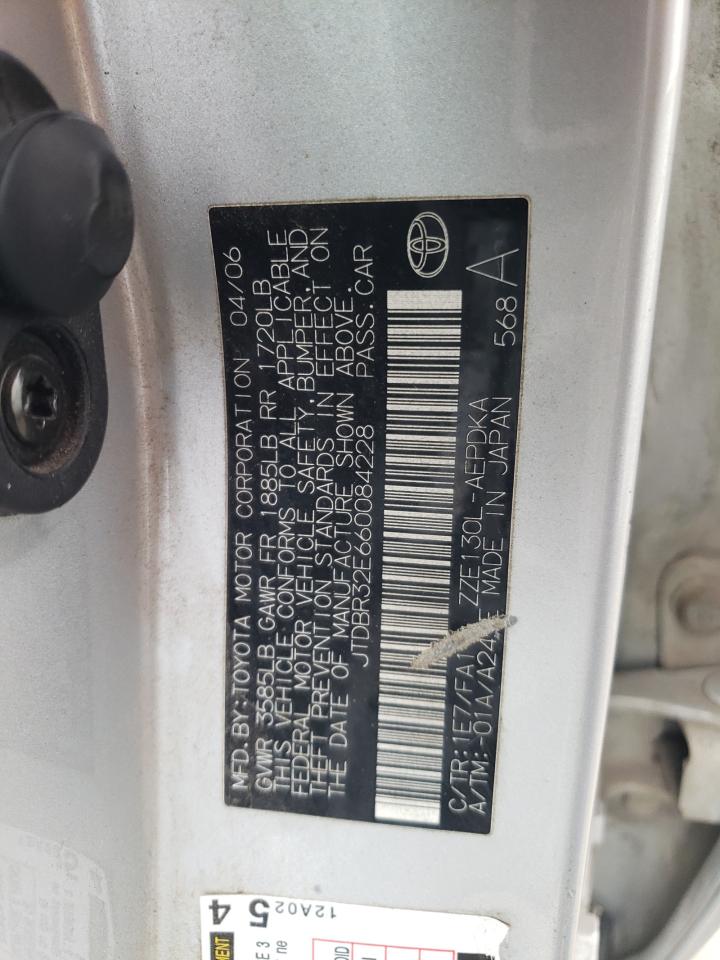 MFD.BY:TOYOTA MOTOR CORPORATION 04/06
GVWR 3585LB GAWR FR 1885LB RR 1720LB
THIS VEHICLE CONFORMS TO ALL APPLICABLE
FEDERAL MOTOR VEHICLE SAFETY, BUMPER, AND
THEFT PREVENTION STANDARDS IN EFFECT ON
THE DATE OF MANUFACTURE SHOWN ABOVE.
JTDBR32E660084228 PASS.CAR
C/TR: 1E7/FA1 ZZE130L-AEPDKA
A/TM:-01A/A24 MADE IN JAPAN 568 A
4 5
12A02